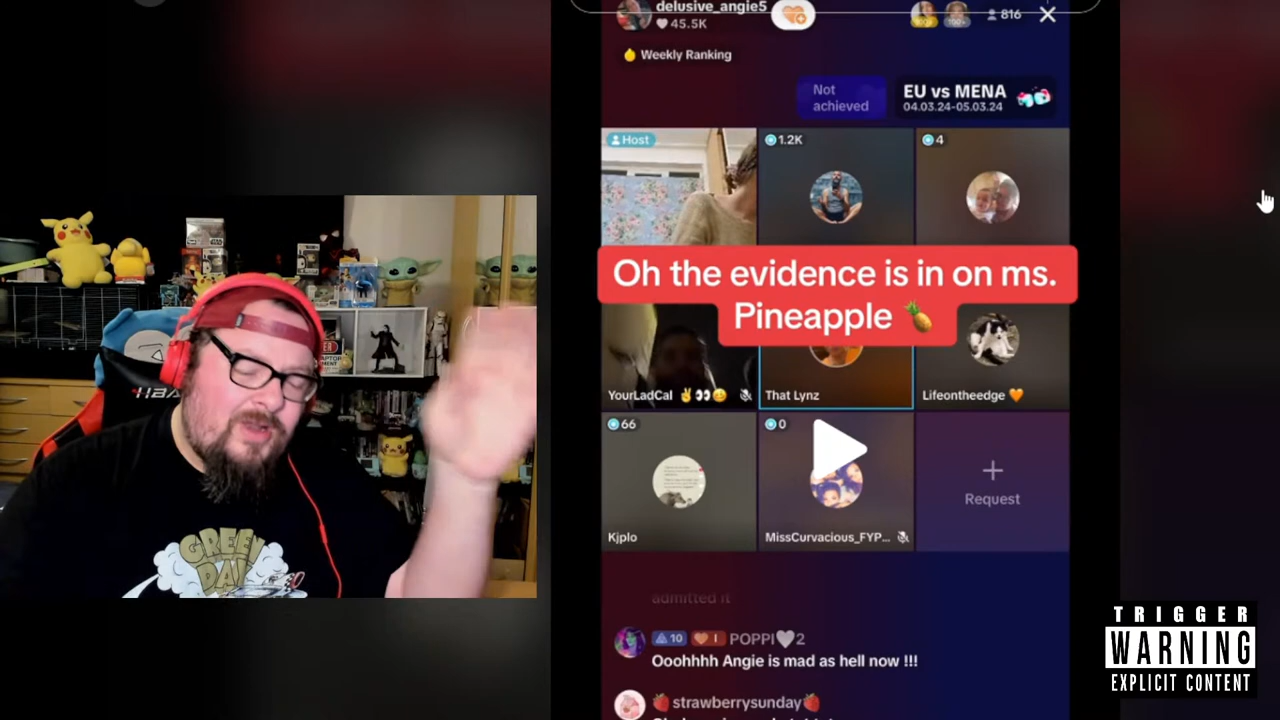 delusive_angie5
45.5K
816
Weekly Ranking
Not
achieved
EU vs MENA
04.03.24-05.03.24
Host
1.2K
4
Oh the evidence is in on ms.
Pineapple 🍍
YourLadCal ✌️👀😊
That Lynz
Lifeontheedge 🧡
66
0
Request
Kjplo
MissCurvacious_FYP...
admitted it
10
I
POPPI🤍2
Ooohhhh Angie is mad as hell now !!!
🍓strawberrysunday🍓
GREEN
DAY
TRIGGER
WARNING
EXPLICIT CONTENT